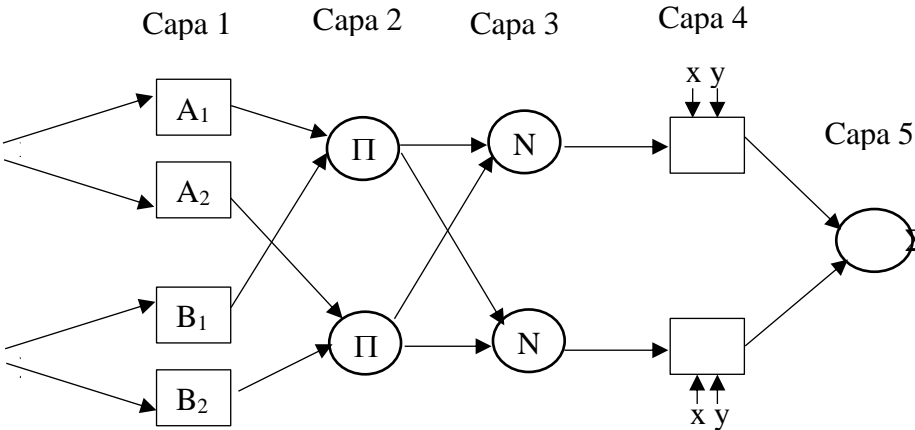 Capa 1 Capa 2 Capa 3 Capa 4
x y
Capa 5
A₁
Π N
A₂
B₁
Π N
B₂
x y